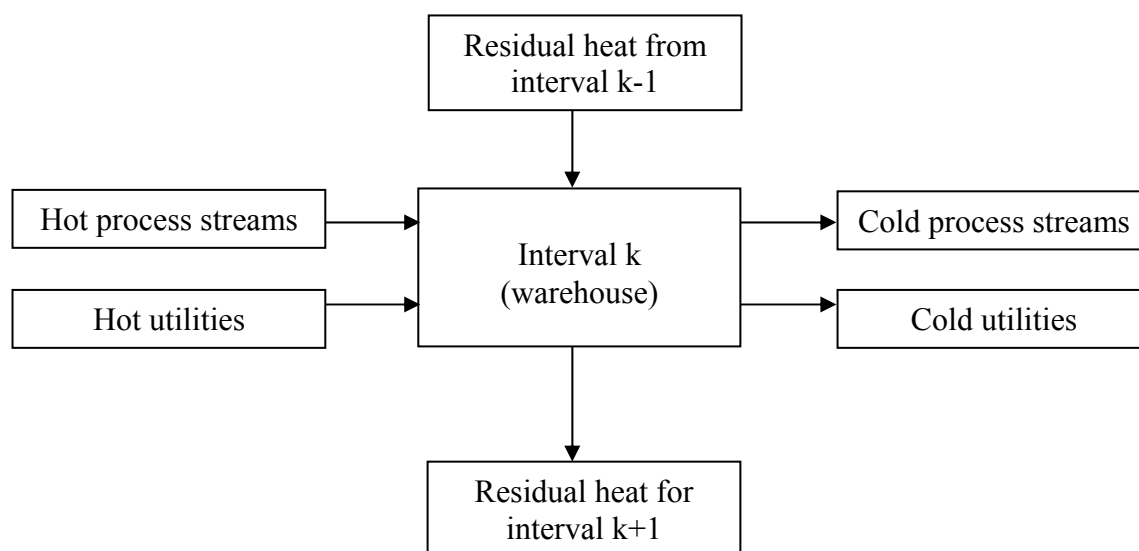 Residual heat from
interval k-1
Hot process streams
Hot utilities
Interval k
(warehouse)
Cold process streams
Cold utilities
Residual heat for
interval k+1